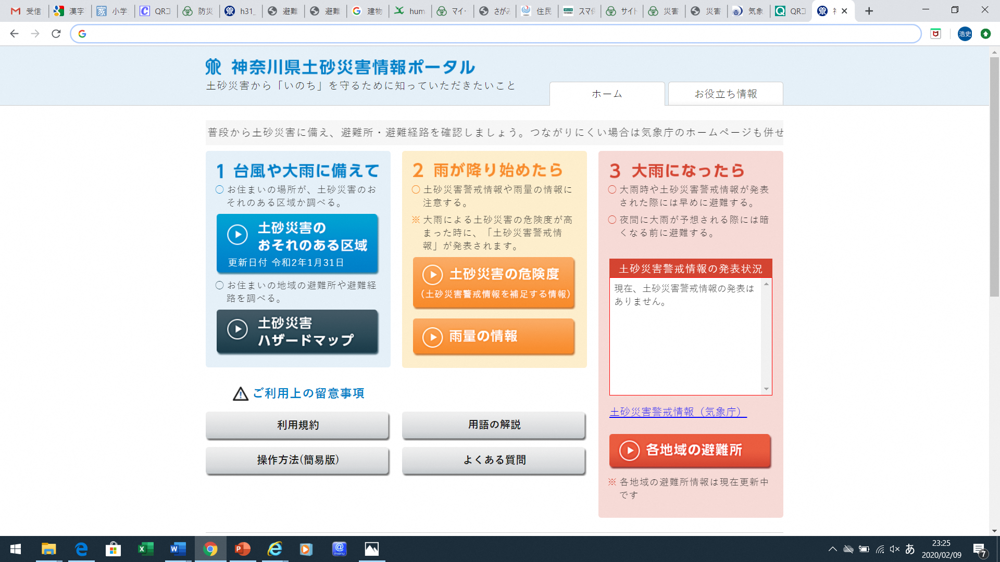 受信
漢字
小学
QRコ
防災
h31_
避難
避難
建物
hum
マイ・
さがみ
住民
スマ仂
サイト
災害
災害
気象
QRコ
浩史
神奈川県土砂災害情報ポータル
土砂災害から「いのち」を守るために知っていただきたいこと
ホーム
お役立ち情報
普段から土砂災害に備え、避難所・避難経路を確認しましょう。つながりにくい場合は気象庁のホームページも併せ
1 台風や大雨に備えて
○ お住まいの場所が、土砂災害のお
それのある区域か調べる。
土砂災害の
おそれのある区域
更新日付 令和2年1月31日
○ お住まいの地域の避難所や避難経
路を調べる。
土砂災害
ハザードマップ
2 雨が降り始めたら
○ 土砂災害警戒情報や雨量の情報に
注意する。
※ 大雨による土砂災害の危険度が高
まった時に、「土砂災害警戒情
報」が発表されます。
土砂災害の危険度
(土砂災害警戒情報を補足する情報)
雨量の情報
3 大雨になったら
○ 大雨時や土砂災害警戒情報が発表
された際には早めに避難する。
○ 夜間に大雨が予想される際には暗
くなる前に避難する。
土砂災害警戒情報の発表状況
現在、土砂災害警戒情報の発表は
ありません。
土砂災害警戒情報（気象庁）
各地域の避難所
※ 各地域の避難所情報は現在更新中
です
ご利用上の留意事項
利用規約
用語の解説
操作方法(簡易版)
よくある質問
あ
23:25
2020/02/09
7